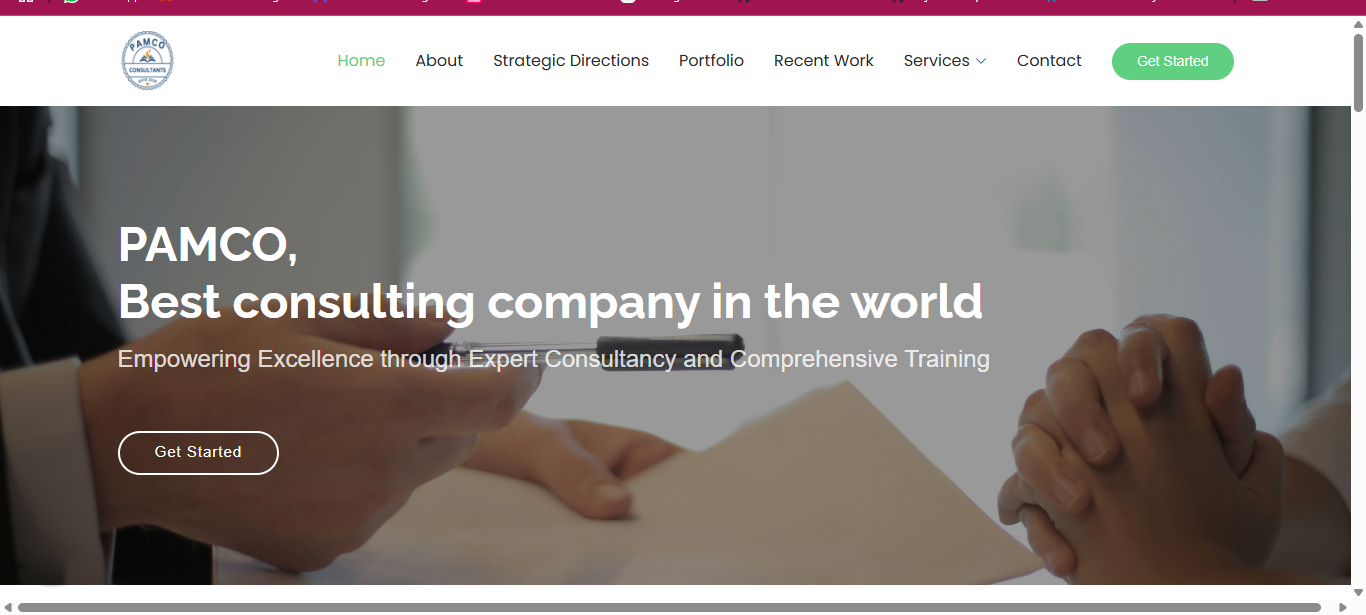 PAMCO
CONSULTANTS
Home
About
Strategic Directions
Portfolio
Recent Work
Services
Contact
Get Started
PAMCO,
Best consulting company in the world
Empowering Excellence through Expert Consultancy and Comprehensive Training
Get Started